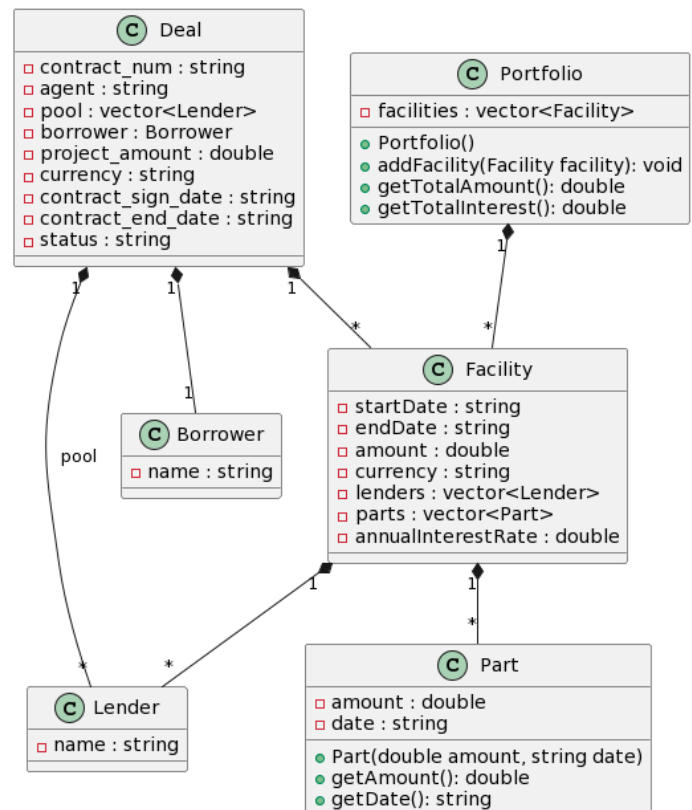 C Deal
contract_num : string
agent : string
pool : vector<Lender>
borrower : Borrower
project_amount : double
currency : string
contract_sign_date : string
contract_end_date : string
status : string
C Portfolio
facilities : vector<Facility>
Portfolio()
addFacility(Facility facility): void
getTotalAmount(): double
getTotalInterest(): double
1
1
1
1
*
*
C Facility
startDate : string
endDate : string
amount : double
currency : string
lenders : vector<Lender>
parts : vector<Part>
annualInterestRate : double
1
C Borrower
name : string
pool
1
1
*
*
*
C Lender
name : string
C Part
amount : double
date : string
Part(double amount, string date)
getAmount(): double
getDate(): string